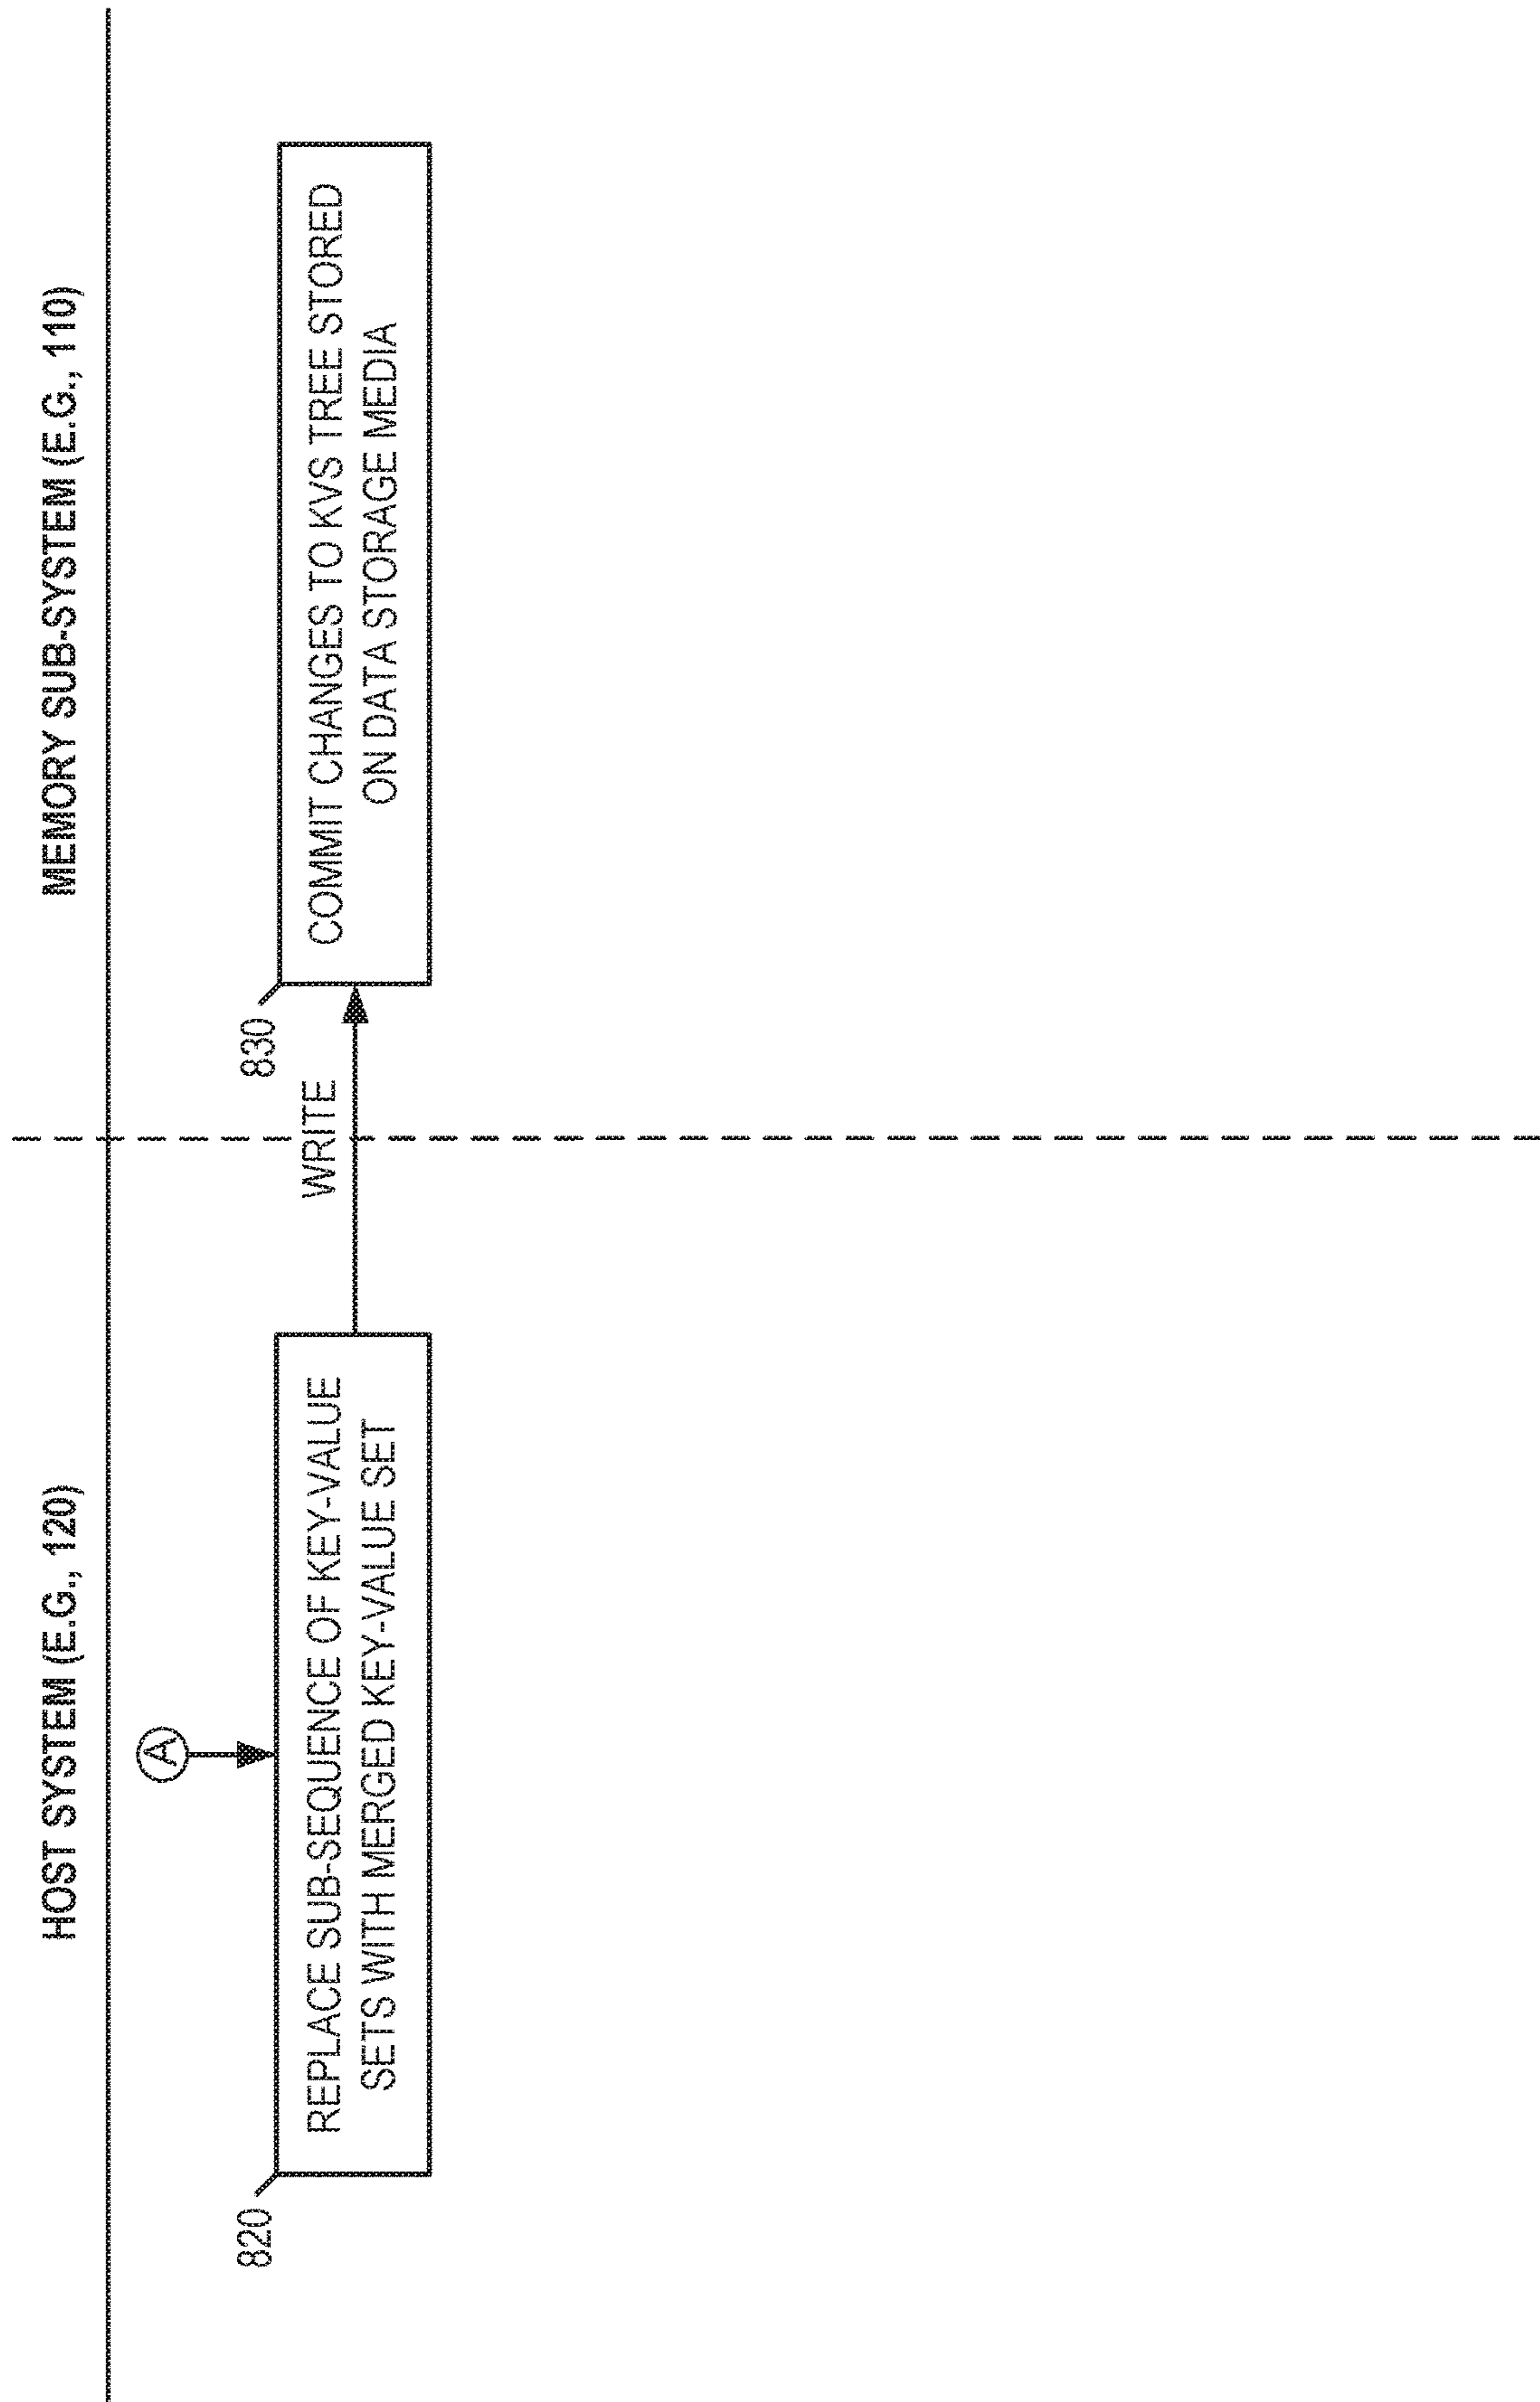 HOST SYSTEM (E.G., 120)
MEMORY SUB-SYSTEM (E.G., 110)
A
820
REPLACE SUB-SEQUENCE OF KEY-VALUE
SETS WITH MERGED KEY-VALUE SET
WRITE
830
COMMIT CHANGES TO KVS TREE STORED
ON DATA STORAGE MEDIA